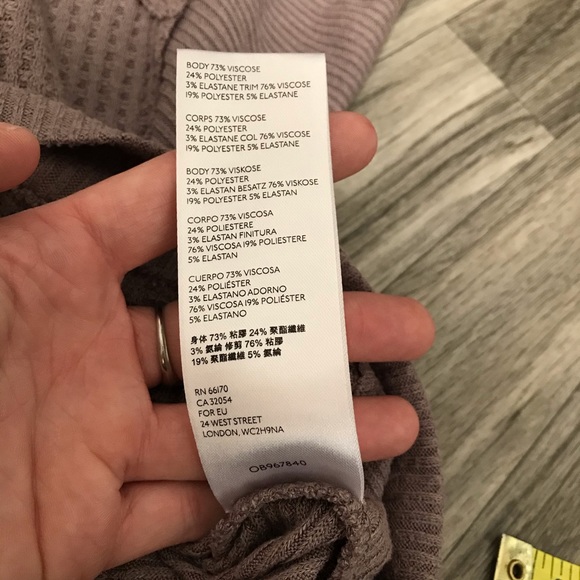 BODY 73% VISCOSE
24% POLYESTER
3% ELASTANE TRIM 76% VISCOSE
19% POLYESTER 5% ELASTANE
CORPS 73% VISCOSE
24% POLYESTER
3% ELASTANE COL 76% VISCOSE
19% POLYESTER 5% ELASTANE
BODY 73% VISKOSE
24% POLYESTER
3% ELASTAN BESATZ 76% VISKOSE
19% POLYESTER 5% ELASTAN
CORPO 73% VISCOSA
24% POLIESTERE
3% ELASTAN FINITURA
76% VISCOSA 19% POLIESTERE
5% ELASTAN
CUERPO 73% VISCOSA
24% POLIÉSTER
3% ELASTANO ADORNO
76% VISCOSA 19% POLIÉSTER
5% ELASTANO
身体 73% 粘膠 24% 聚酯纖維
3% 氨綸 修剪 76% 粘膠
19% 聚酯纖維 5% 氨綸
RN 66170
CA 32054
FOR EU
24 WEST STREET
LONDON, WC2H9NA
OB967840